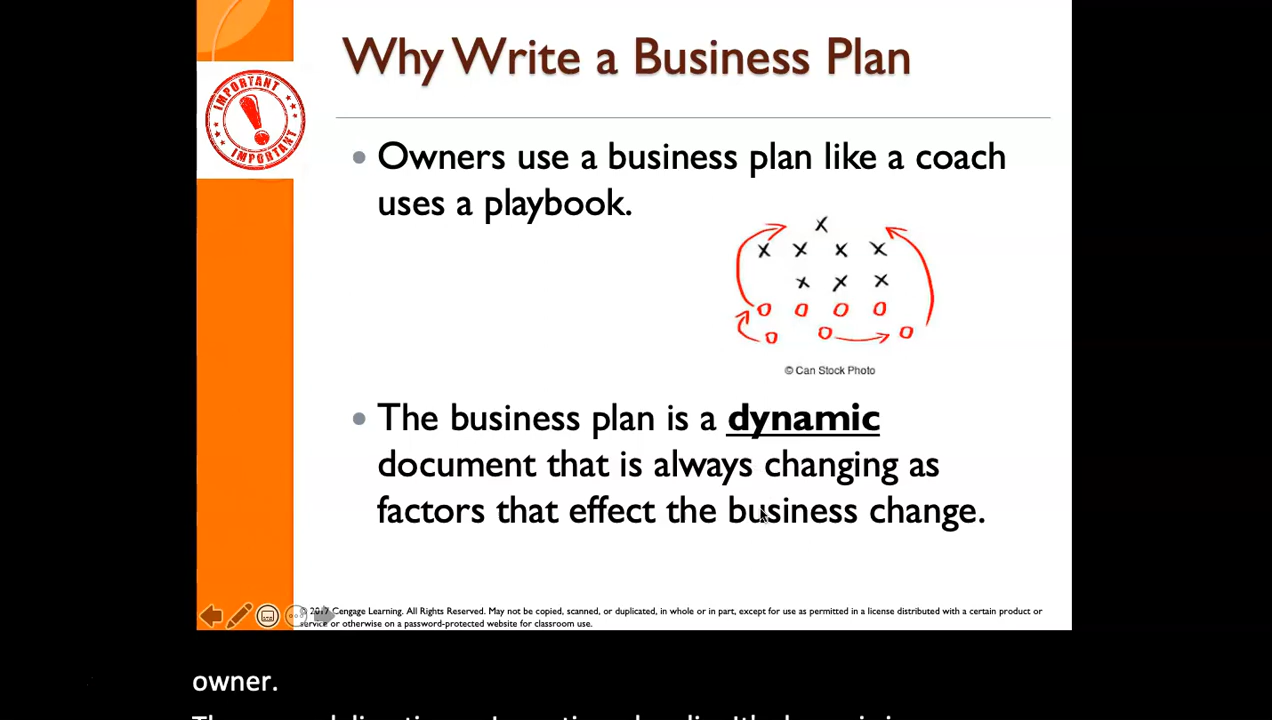 Why Write a Business Plan
IMPORTANT
IMPORTANT
Owners use a business plan like a coach
uses a playbook.
x
x x x x
x x x
o o o o
o o o
© Can Stock Photo
The business plan is a dynamic
document that is always changing as
factors that effect the business change.
© 2017 Cengage Learning. All Rights Reserved. May not be copied, scanned, or duplicated, in whole or in part, except for use as permitted in a license distributed with a certain product or
service or otherwise on a password-protected website for classroom use.
owner.